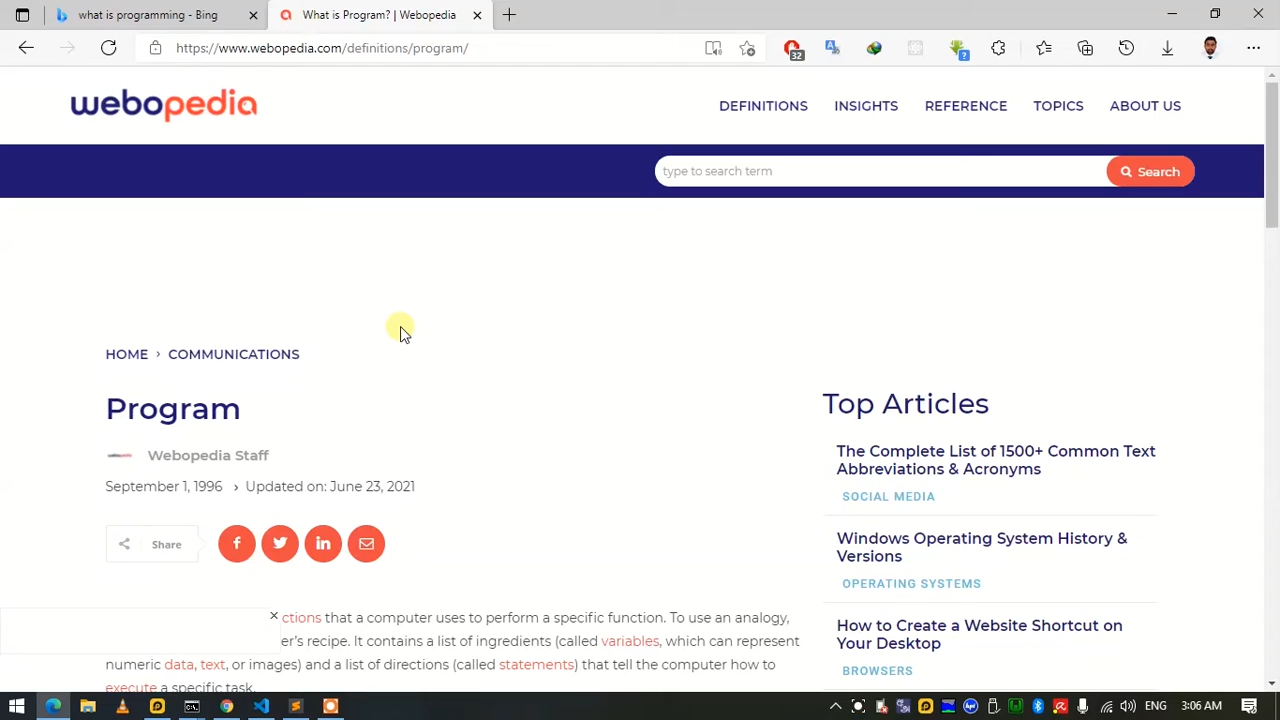 what is program? - Bing
What is Program? | Webopedia
https://www.webopedia.com/definitions/program/
32
?
webopedia
DEFINITIONS
INSIGHTS
REFERENCE
TOPICS
ABOUT US
type to search term
Search
HOME › COMMUNICATIONS
Program
Webopedia Staff
September 1, 1996 › Updated on: June 23, 2021
Share
ctions that a computer uses to perform a specific function. To use an analogy,
er's recipe. It contains a list of ingredients (called variables, which can represent
numeric data, text, or images) and a list of directions (called statements) that tell the computer how to
execute a specific task.
Top Articles
The Complete List of 1500+ Common Text
Abbreviations & Acronyms
SOCIAL MEDIA
Windows Operating System History &
Versions
OPERATING SYSTEMS
How to Create a Website Shortcut on
Your Desktop
BROWSERS
ENG
3:06 AM